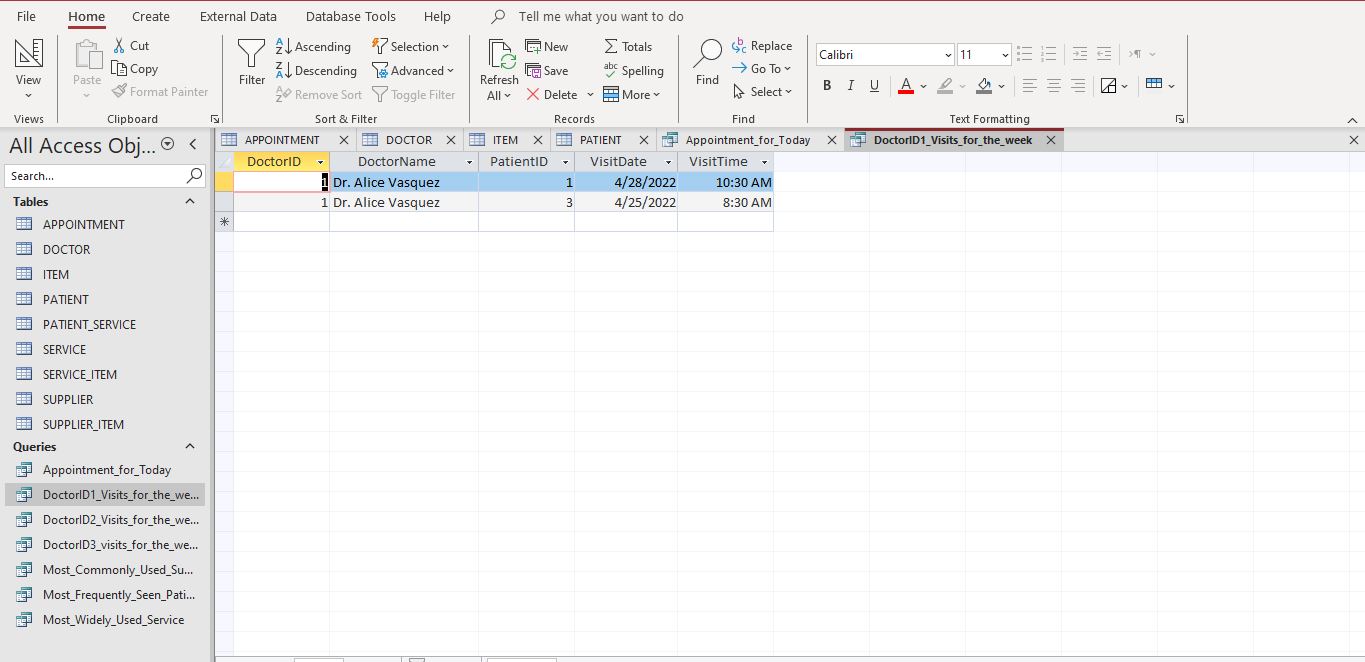 File Home Create External Data Database Tools Help Tell me what you want to do
View
Views
Paste
Cut
Copy
Format Painter
Clipboard
Filter
Ascending
Descending
Remove Sort
Selection
Advanced
Toggle Filter
Sort & Filter
Refresh
All
New
Save
Delete
Totals
Spelling
More
Records
Find
Replace
Go To
Select
Find
Calibri 11
B I U A
Text Formatting
All Access Obj...
Search...
Tables
APPOINTMENT
DOCTOR
ITEM
PATIENT
PATIENT_SERVICE
SERVICE
SERVICE_ITEM
SUPPLIER
SUPPLIER_ITEM
Queries
Appointment_for_Today
DoctorID1_Visits_for_the_we...
DoctorID2_Visits_for_the_we...
DoctorID3_visits_for_the_we...
Most_Commonly_Used_Su...
Most_Frequently_Seen_Pati...
Most_Widely_Used_Service
APPOINTMENT DOCTOR ITEM PATIENT Appointment_for_Today DoctorID1_Visits_for_the_week
DoctorID DoctorName PatientID VisitDate VisitTime
1 Dr. Alice Vasquez 1 4/28/2022 10:30 AM
1 Dr. Alice Vasquez 3 4/25/2022 8:30 AM